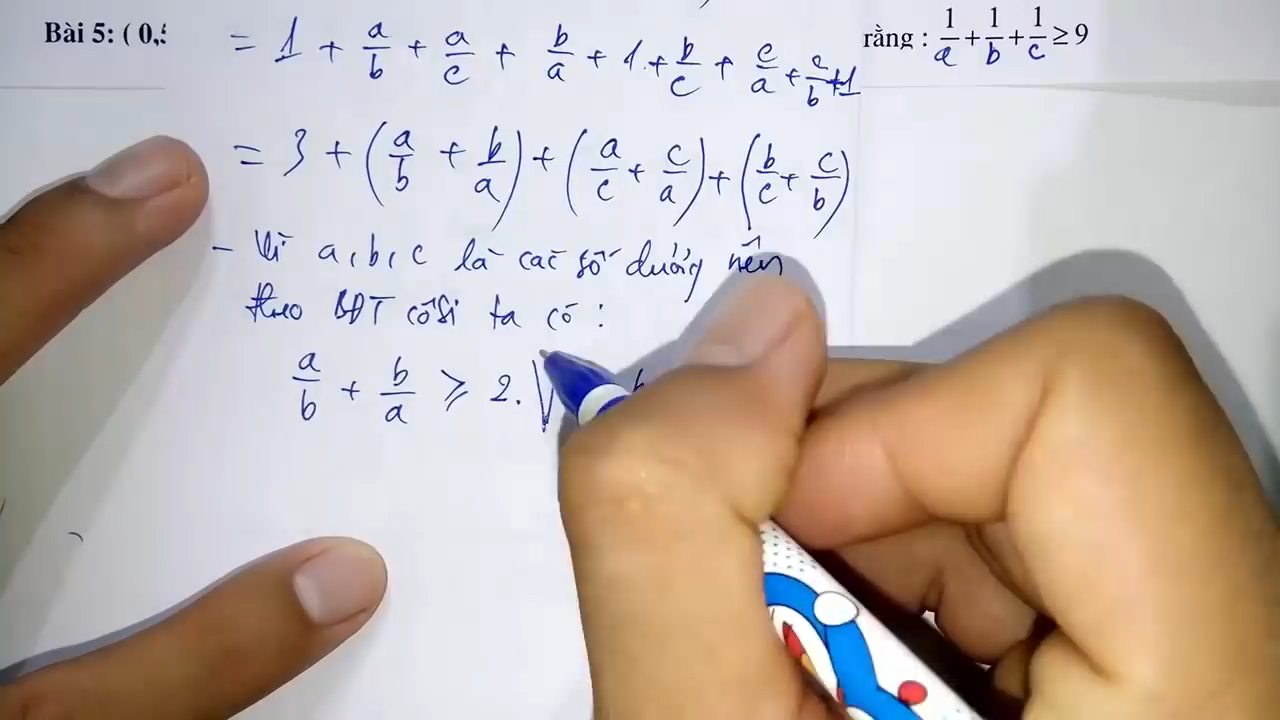 Bài 5: ( 0,5
rằng : 1/a + 1/b + 1/c ≥ 9
= 1 + a/b + a/c + b/a + 1 + b/c + c/a + c/b + 1
= 3 + (a/b + b/a) + (a/c + c/a) + (b/c + c/b)
- Vì a, b, c là các số dương nên
theo BĐT côsi ta có :
a/b + b/a ≥ 2. √